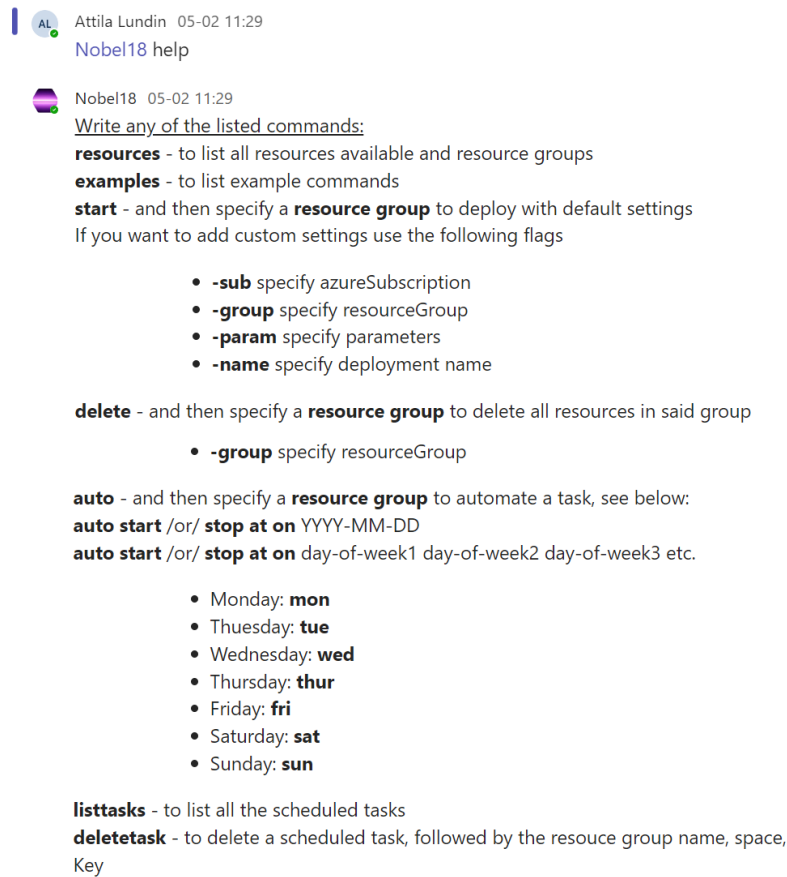 AL Attila Lundin 05-02 11:29
Nobel18 help
Nobel18 05-02 11:29
Write any of the listed commands:
resources - to list all resources available and resource groups
examples - to list example commands
start - and then specify a resource group to deploy with default settings
If you want to add custom settings use the following flags
• -sub specify azureSubscription
• -group specify resourceGroup
• -param specify parameters
• -name specify deployment name
delete - and then specify a resource group to delete all resources in said group
• -group specify resourceGroup
auto - and then specify a resource group to automate a task, see below:
auto start /or/ stop at on YYYY-MM-DD
auto start /or/ stop at on day-of-week1 day-of-week2 day-of-week3 etc.
• Monday: mon
• Thuesday: tue
• Wednesday: wed
• Thursday: thur
• Friday: fri
• Saturday: sat
• Sunday: sun
listtasks - to list all the scheduled tasks
deletetask - to delete a scheduled task, followed by the resouce group name, space,
Key